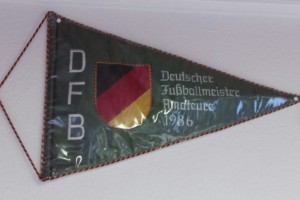 DFB
Deutscher
Fußballmeister
Amateure
1986